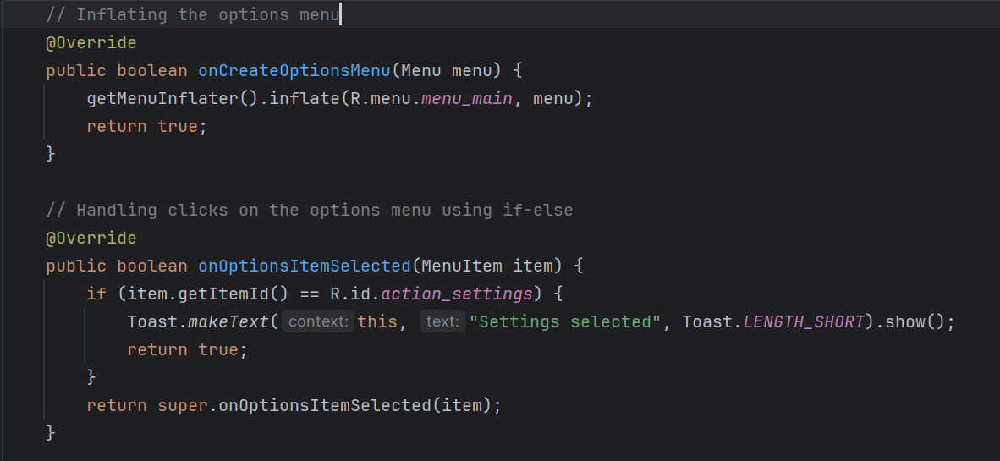 // Inflating the options menu
@Override
public boolean onCreateOptionsMenu(Menu menu) {
    getMenuInflater().inflate(R.menu.menu_main, menu);
    return true;
}

// Handling clicks on the options menu using if-else
@Override
public boolean onOptionsItemSelected(MenuItem item) {
    if (item.getItemId() == R.id.action_settings) {
        Toast.makeText( context: this, text: "Settings selected", Toast.LENGTH_SHORT).show();
        return true;
    }
    return super.onOptionsItemSelected(item);
}